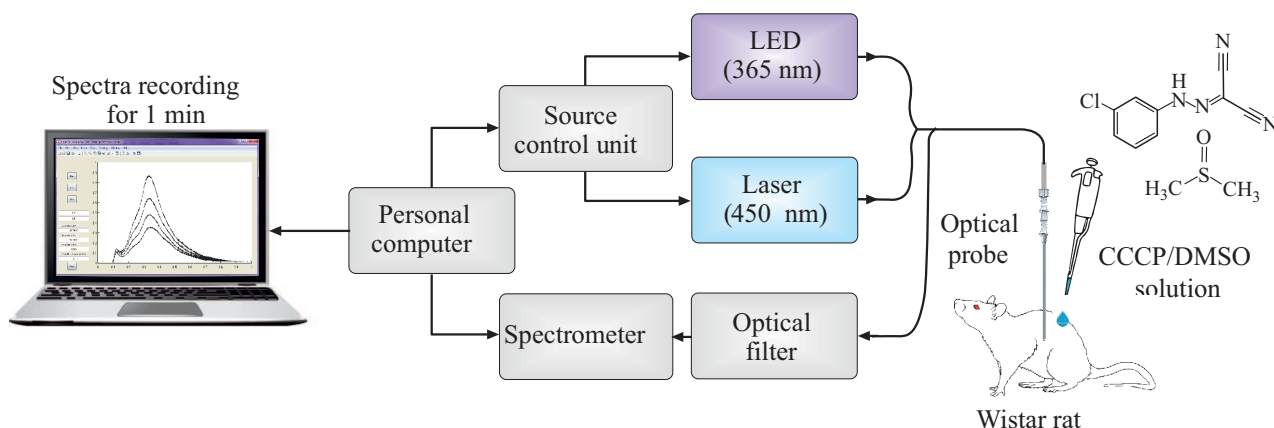 Spectra recording
for 1 min
Personal
computer
Source
control unit
LED
(365 nm)
Laser
(450 nm)
Spectrometer
Optical
filter
Optical
probe
Wistar rat
N
H
Cl
N
N
N
O
S
H₃C
CH₃
CCCP/DMSO
solution